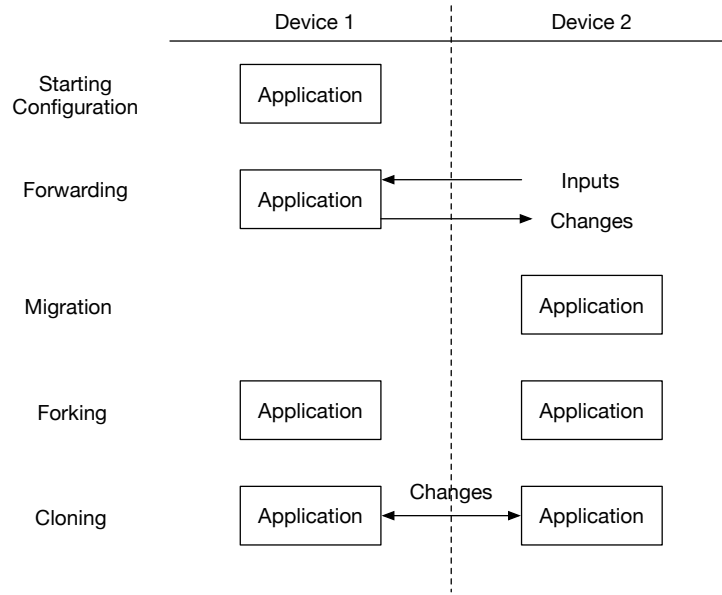 Device 1
Device 2
Starting
Configuration
Application
Forwarding
Application
Inputs
Changes
Migration
Application
Forking
Application
Application
Cloning
Application
Changes
Application